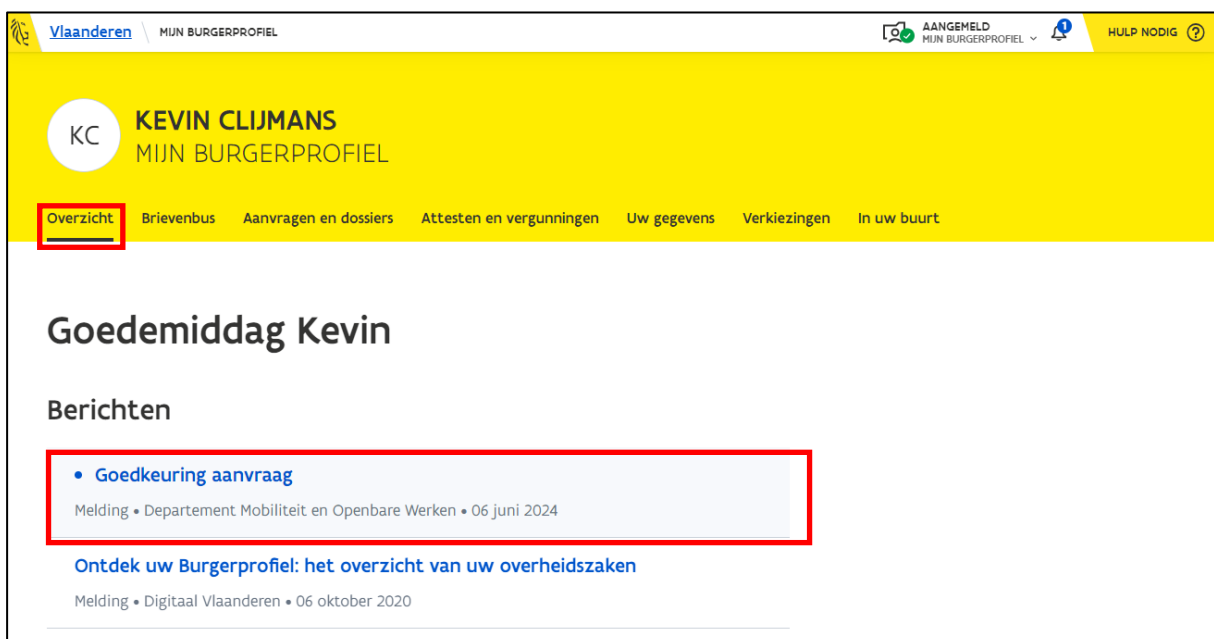 Vlaanderen MIJN BURGERPROFIEL AANGEMELD MIJN BURGERPROFIEL 1 HULP NODIG ?
KC
KEVIN CLIJMANS
MIJN BURGERPROFIEL
Overzicht Brievenbus Aanvragen en dossiers Attesten en vergunningen Uw gegevens Verkiezingen In uw buurt
Goedemiddag Kevin
Berichten
• Goedkeuring aanvraag
Melding • Departement Mobiliteit en Openbare Werken • 06 juni 2024
Ontdek uw Burgerprofiel: het overzicht van uw overheidszaken
Melding • Digitaal Vlaanderen • 06 oktober 2020